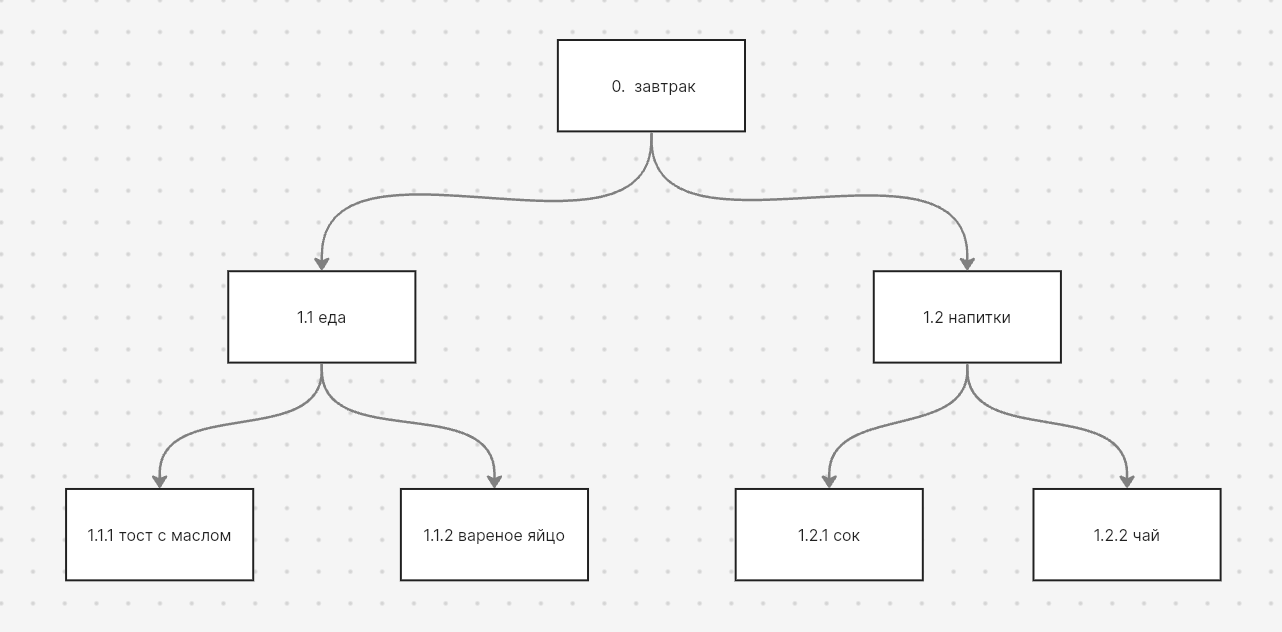 0. завтрак
1.1 еда
1.2 напитки
1.1.1 тост с маслом
1.1.2 вареное яйцо
1.2.1 сок
1.2.2 чай